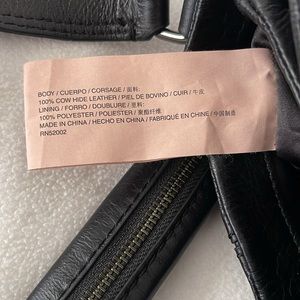 BODY / CUERPO / CORSAGE / 面料:
100% COW HIDE LEATHER / PIEL DE BOVINO / CUIR / 牛皮
LINING / FORRO / DOUBLURE / 里料:
100% POLYESTER / POLIESTER / 聚酯纤维
MADE IN CHINA / HECHO EN CHINA / FABRIQUÉ EN CHINE / 中国制造
RN52002